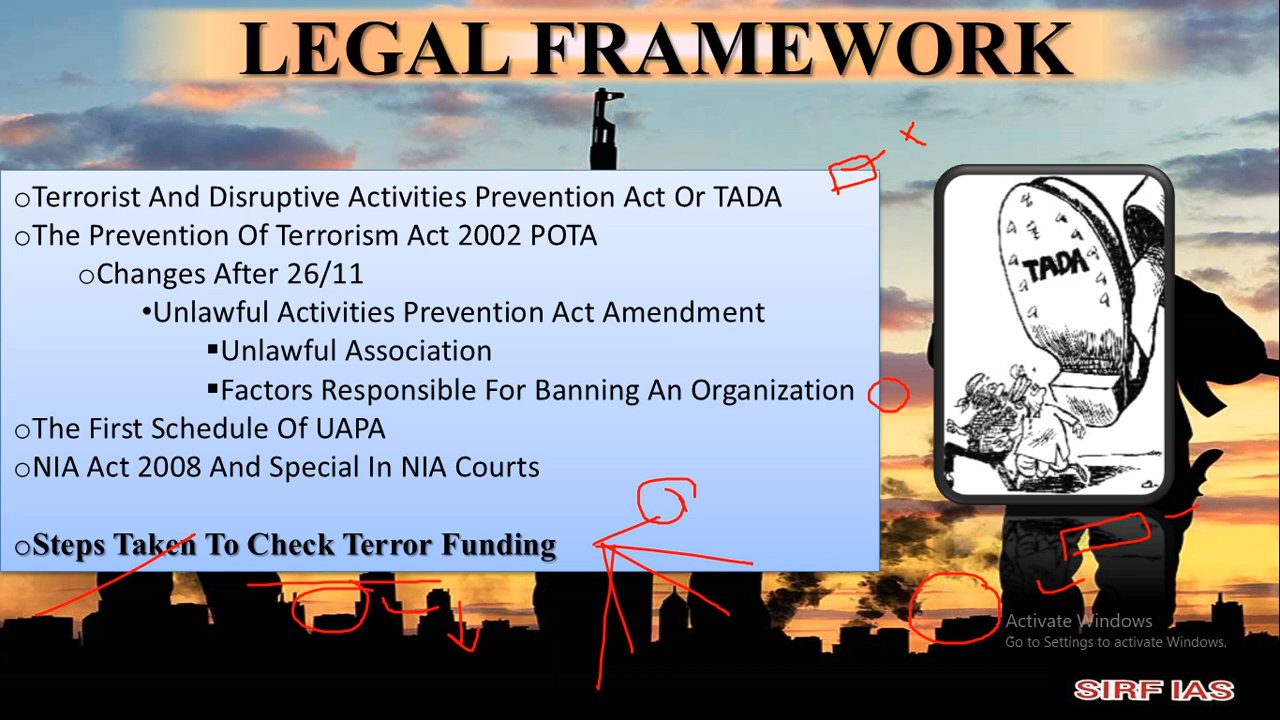 LEGAL FRAMEWORK
oTerrorist And Disruptive Activities Prevention Act Or TADA
oThe Prevention Of Terrorism Act 2002 POTA
oChanges After 26/11
•Unlawful Activities Prevention Act Amendment
▪Unlawful Association
▪Factors Responsible For Banning An Organization
oThe First Schedule Of UAPA
oNIA Act 2008 And Special In NIA Courts
oSteps Taken To Check Terror Funding
TADA
Activate Windows
Go to Settings to activate Windows.
SIRF IAS